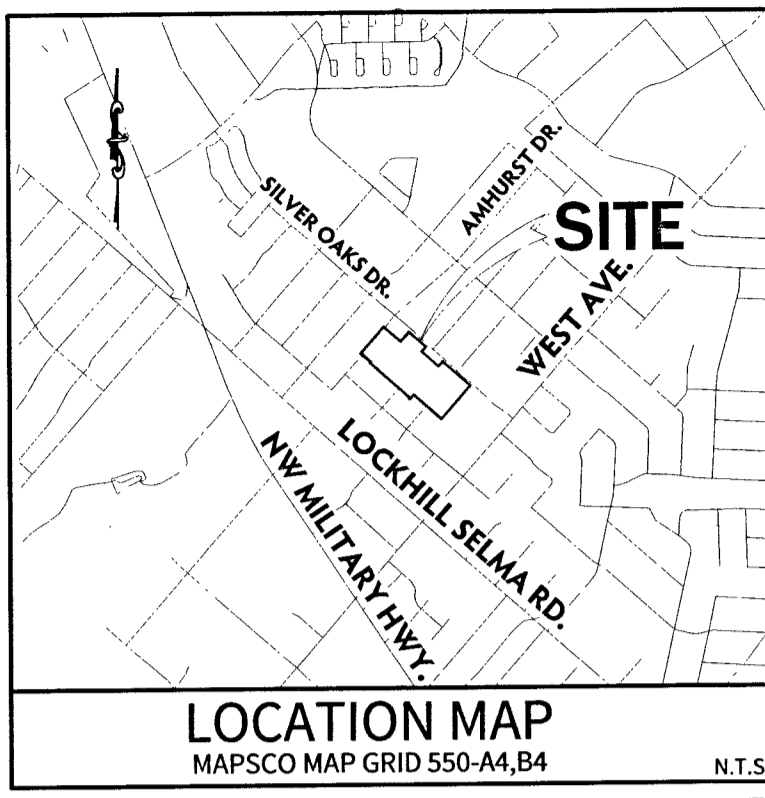 SILVER OAKS DR.
AMHURST DR.
SITE
WEST AVE.
LOCKHILL SELMA RD.
NW MILITARY HWY.
LOCATION MAP
MAPSCO MAP GRID 550-A4,B4
N.T.S